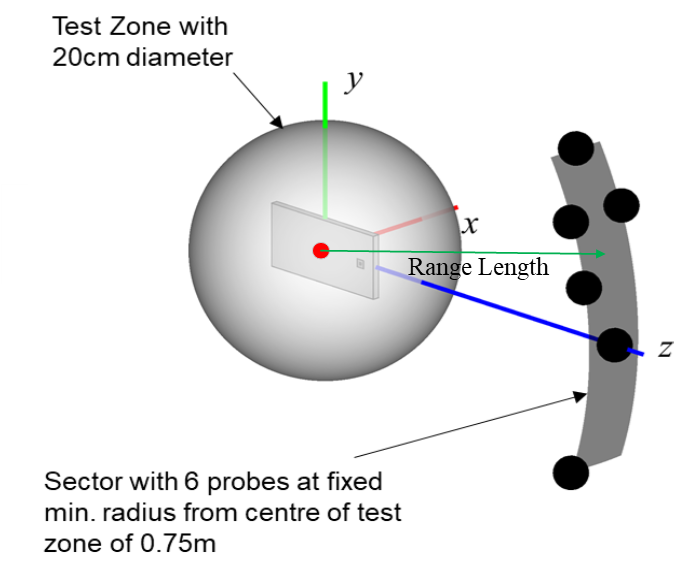 Test Zone with
20cm diameter
y
x
Range Length
z
Sector with 6 probes at fixed
min. radius from centre of test
zone of 0.75m